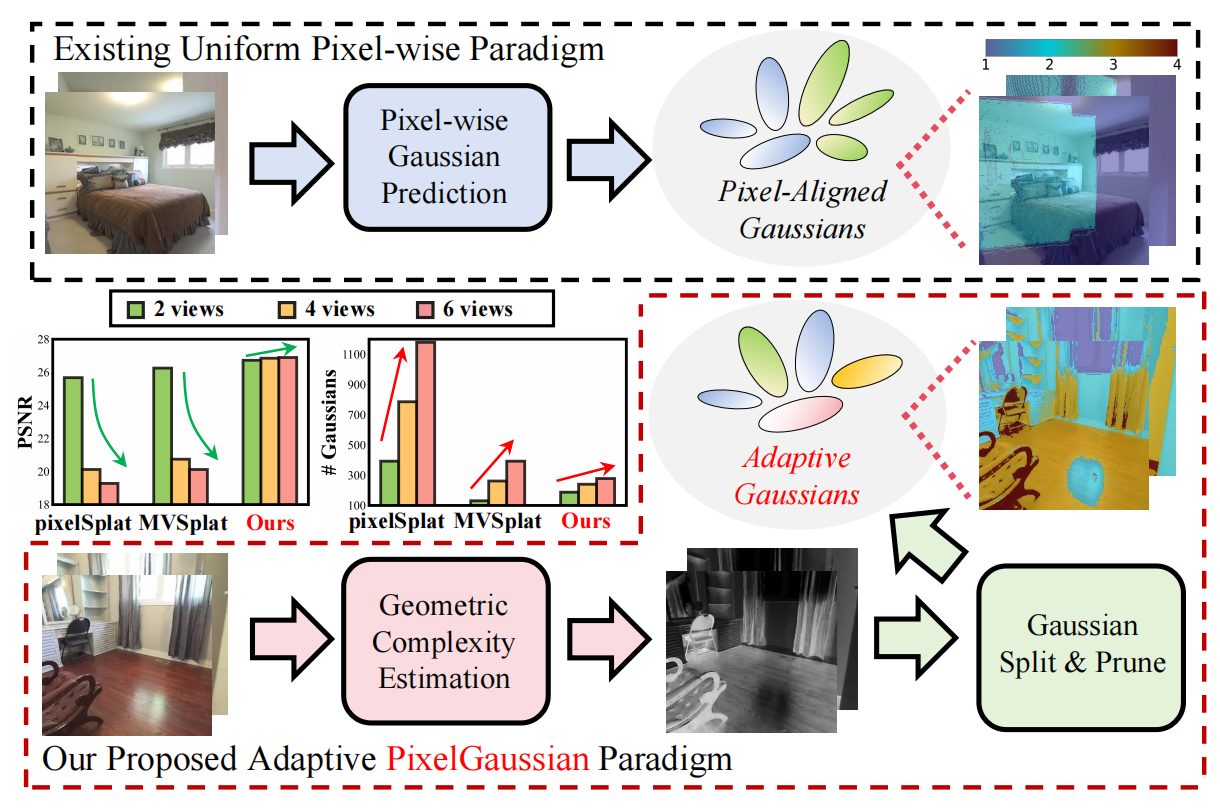 Existing Uniform Pixel-wise Paradigm
Pixel-wise
Gaussian
Prediction
Pixel-Aligned
Gaussians
1 2 3 4
2 views 4 views 6 views
PSNR
28
26
24
22
20
18
pixelSplat MVSplat Ours
# Gaussians
1100
900
700
500
300
100
pixelSplat MVSplat Ours
Adaptive
Gaussians
Geometric
Complexity
Estimation
Gaussian
Split & Prune
Our Proposed Adaptive PixelGaussian Paradigm